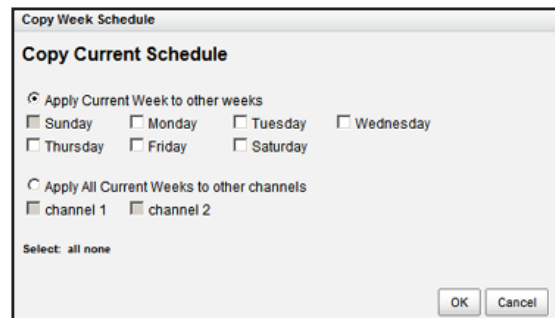 Copy Week Schedule
Copy Current Schedule
Apply Current Week to other weeks
Sunday Monday Tuesday Wednesday
Thursday Friday Saturday
Apply All Current Weeks to other channels
channel 1 channel 2
Select: all none
OK Cancel